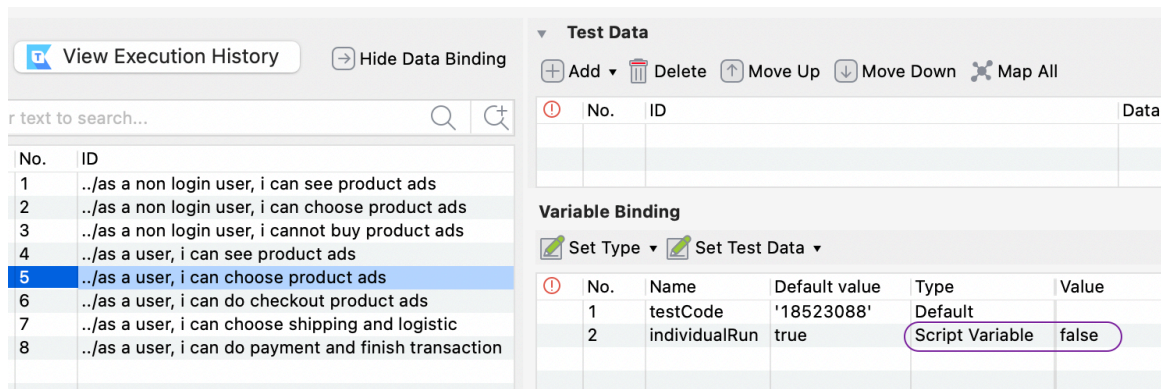 View Execution History
Hide Data Binding
r text to search...
No. ID
1 ../as a non login user, i can see product ads
2 ../as a non login user, i can choose product ads
3 ../as a non login user, i cannot buy product ads
4 ../as a user, i can see product ads
5 ../as a user, i can choose product ads
6 ../as a user, i can do checkout product ads
7 ../as a user, i can choose shipping and logistic
8 ../as a user, i can do payment and finish transaction
Test Data
Add Delete Move Up Move Down Map All
No. ID Data
Variable Binding
Set Type Set Test Data
No. Name Default value Type Value
1 testCode '18523088' Default
2 individualRun true Script Variable false